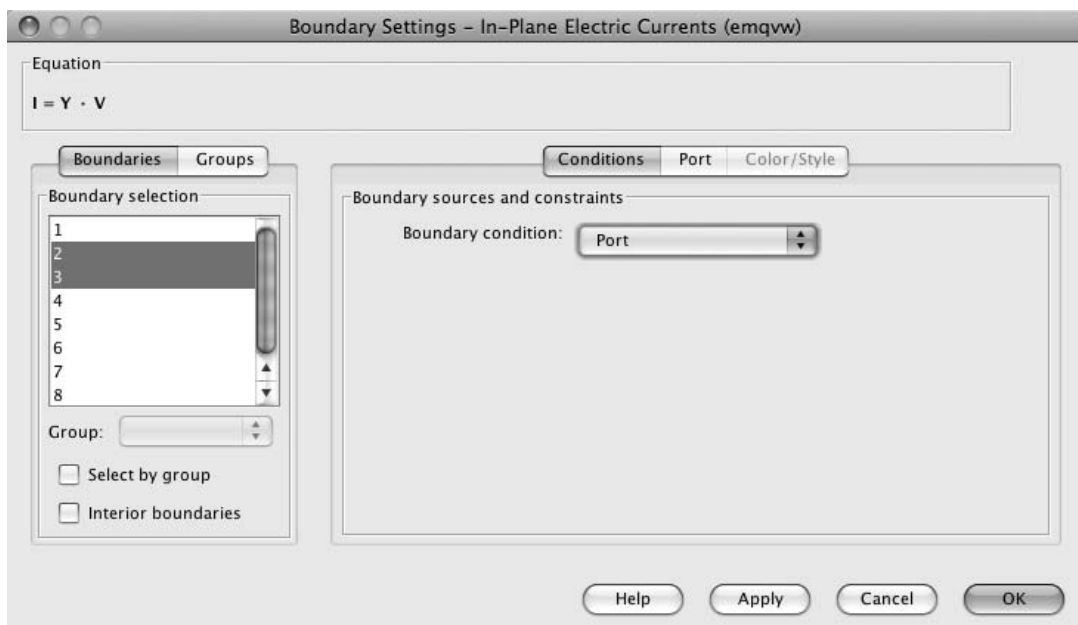 Boundary Settings – In-Plane Electric Currents (emqvw)
Equation
I = Y · V
Boundaries Groups
Conditions Port Color/Style
Boundary selection
1
2
3
4
5
6
7
8
Group:
Select by group
Interior boundaries
Boundary sources and constraints
Boundary condition: Port
Help Apply Cancel OK